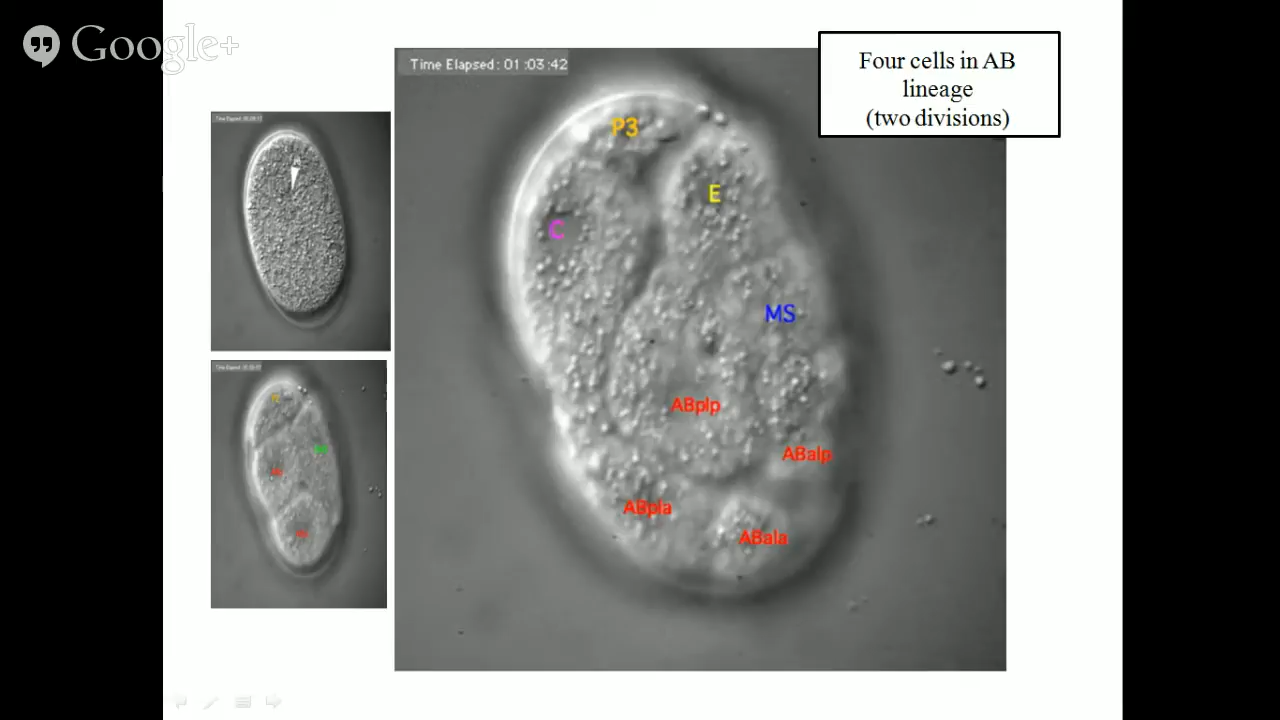 Google+
Time Elapsed: 01:03:42
Four cells in AB
lineage
(two divisions)
P3
E
C
MS
ABplp
ABalp
ABpla
ABala